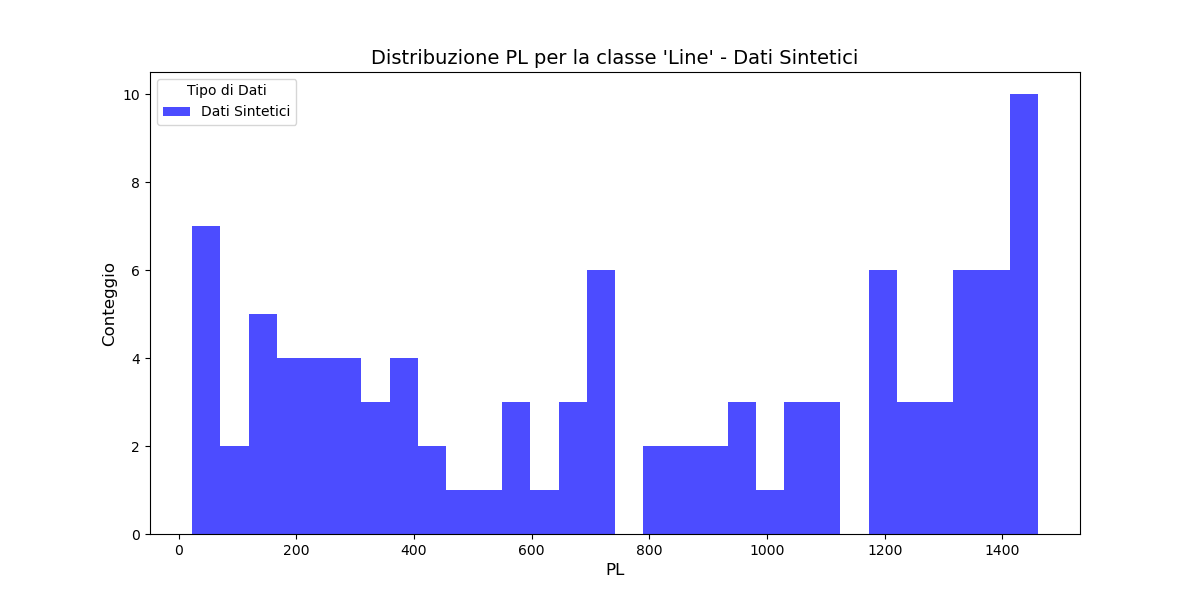 Distribuzione PL per la classe 'Line' - Dati Sintetici
Tipo di Dati
Dati Sintetici
10
8
6
4
2
0
Conteggio
0 200 400 600 800 1000 1200 1400
PL